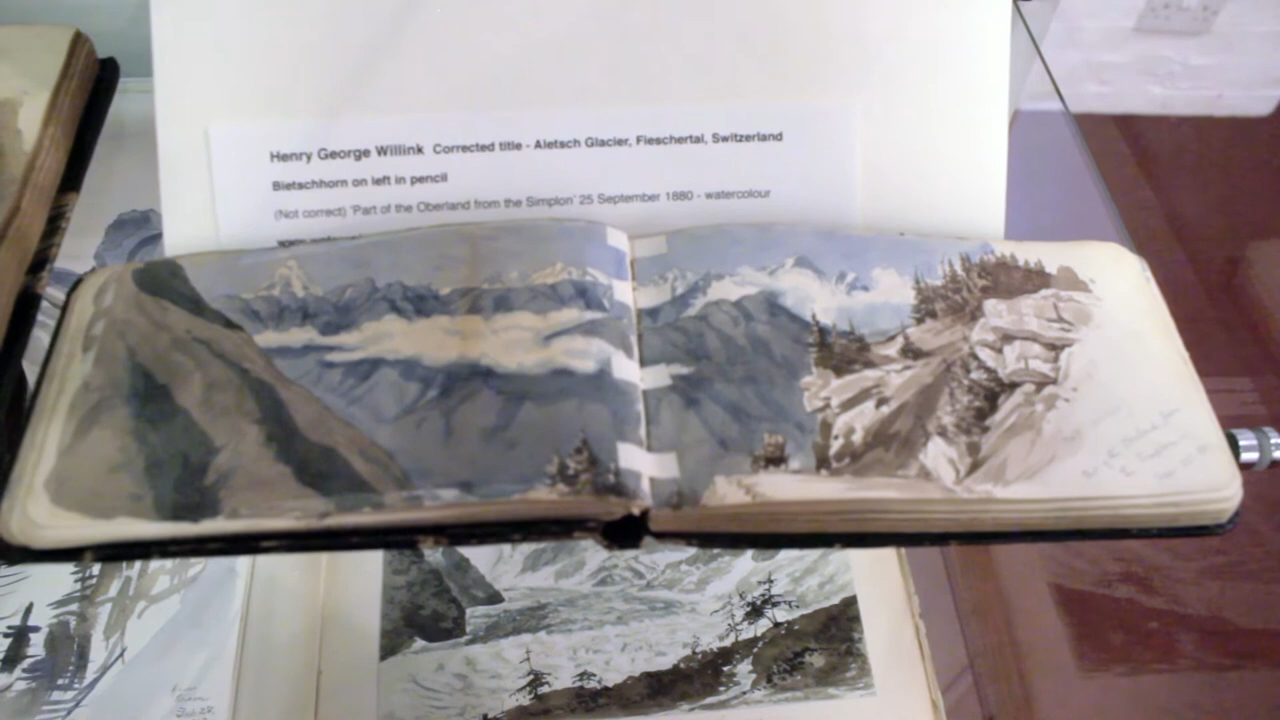 Henry George Willink Corrected title - Aletsch Glacier, Fieschertal, Switzerland
Bietschhorn on left in pencil
(Not correct) 'Part of the Oberland from the Simplon' 25 September 1880 - watercolour